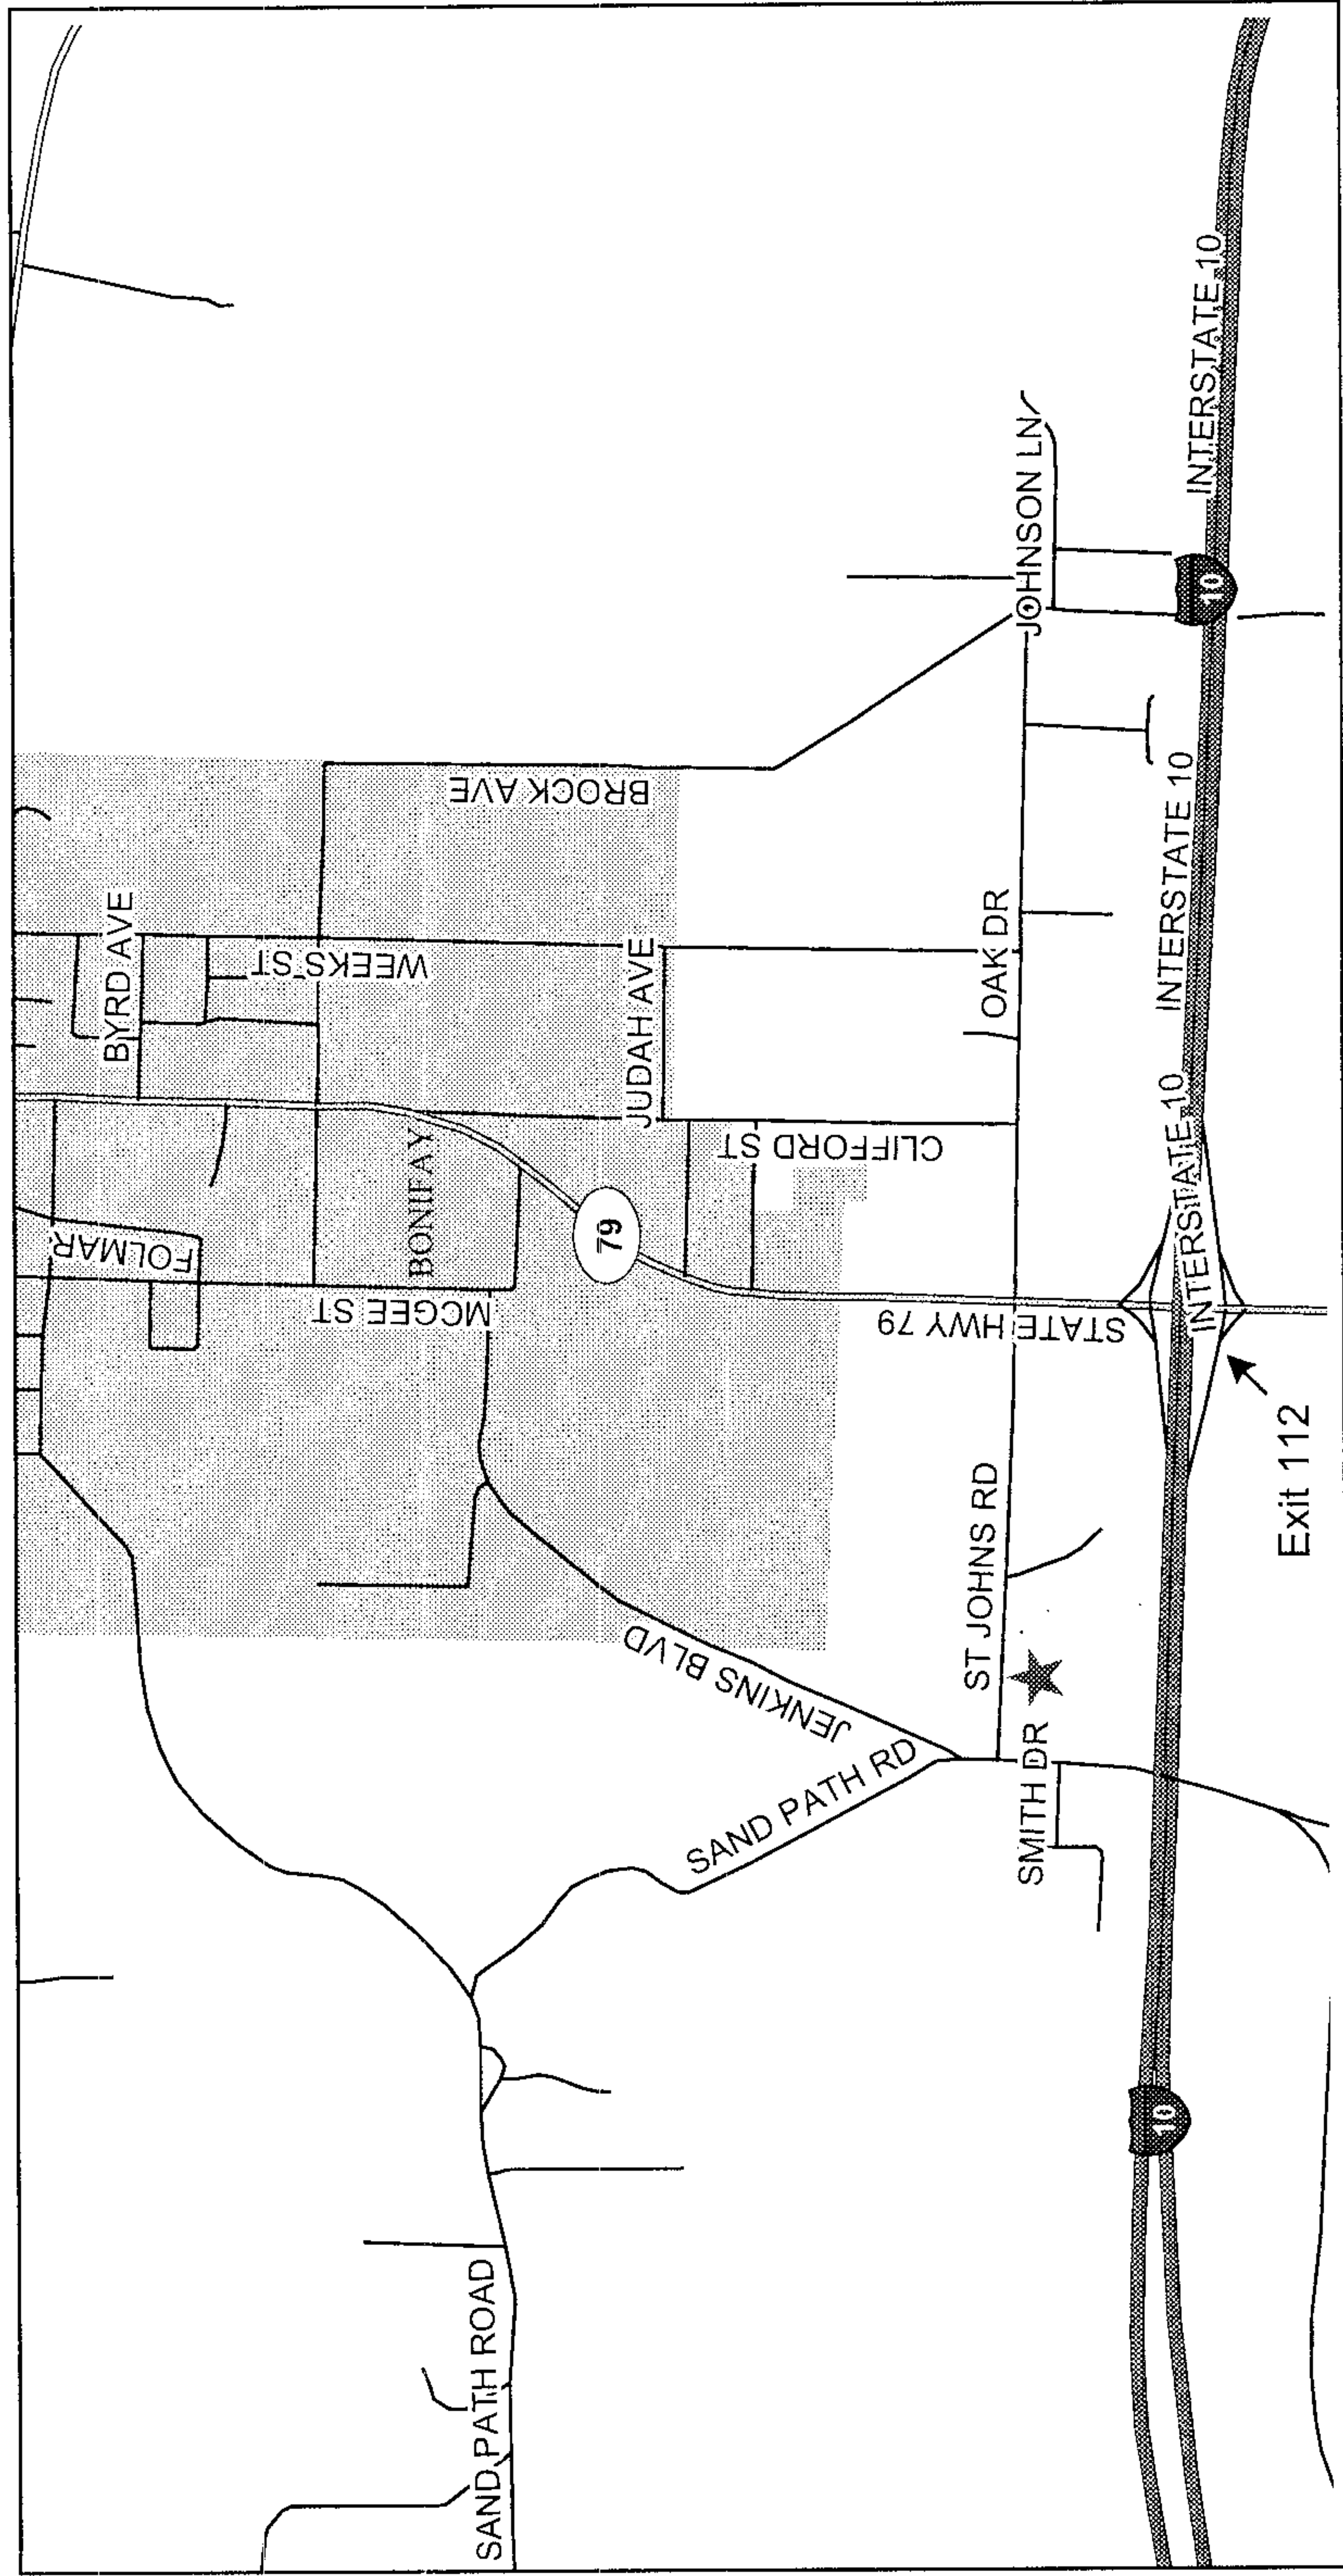 BYRD AVE
FOLMAR
WEEKS ST
MCGEE ST
BONIFAY
BROCK AVE
JUDAH AVE
79
CLIFFORD ST
JENKINS BLVD
SAND PATH ROAD
SAND PATH RD
STATE HWY 79
OAK DR
JOHNSON LN
ST JOHNS RD
SMITH DR
INTERSTATE 10
INTERSTATE 10
INTERSTATE 10
10
10
Exit 112